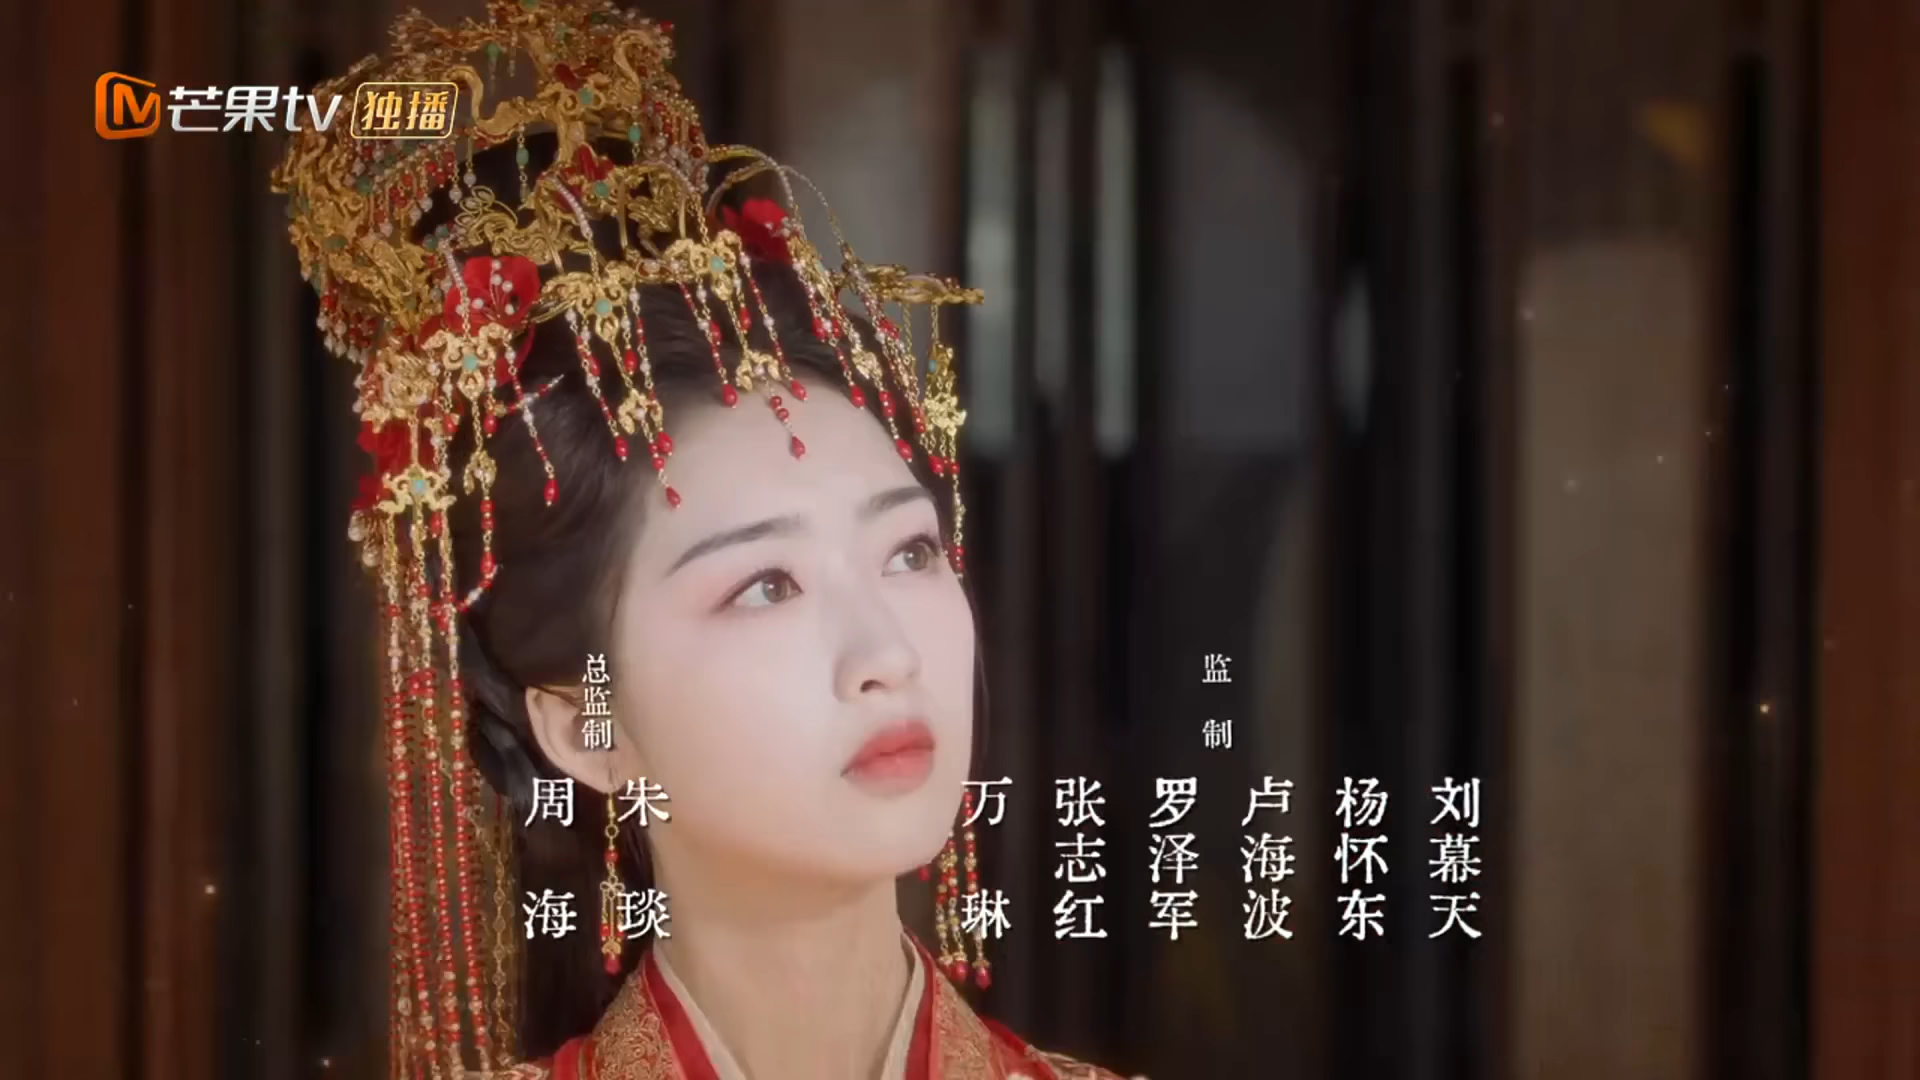 芒果tv 独播
总监制
周海
朱琰
监制
万琳
张志红
罗泽军
卢海波
杨怀东
刘幕天